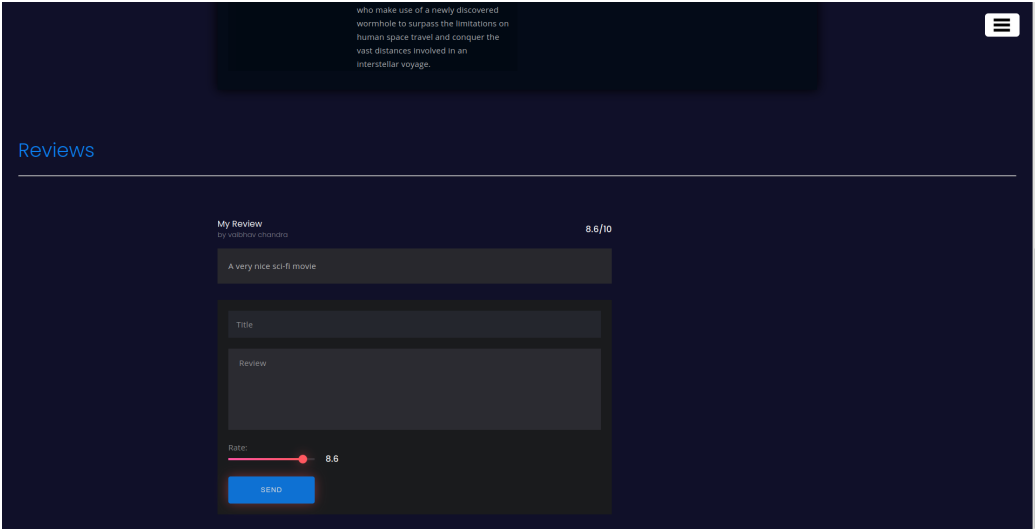 who make use of a newly discovered
wormhole to surpass the limitations on
human space travel and conquer the
vast distances involved in an
interstellar voyage.
Reviews
My Review
8.6/10
by vaibhav chandra
A very nice sci-fi movie
Title
Review
Rate:
8.6
SEND